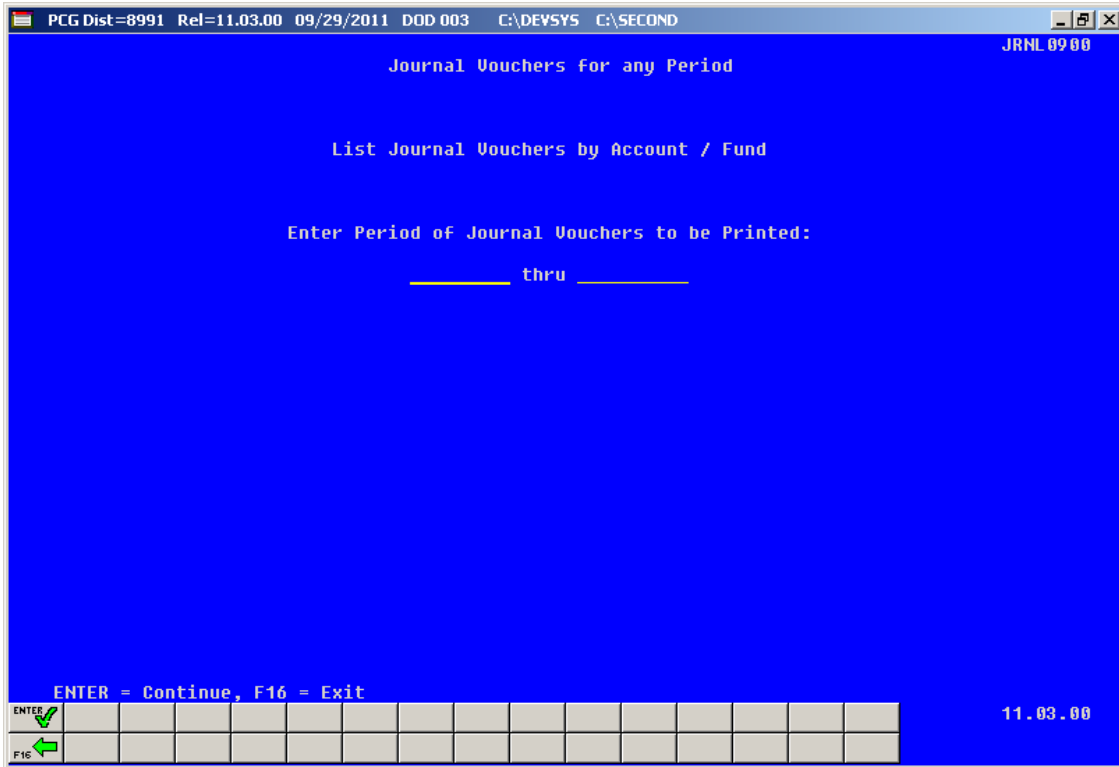 PCG Dist=8991 Rel=11.03.00 09/29/2011 DOD 003 C:\DEVSYS C:\SECOND
JRNL0900
Journal Vouchers for any Period
List Journal Vouchers by Account / Fund
Enter Period of Journal Vouchers to be Printed:
_________ thru __________
ENTER = Continue, F16 = Exit
ENTER
11.03.00
F16